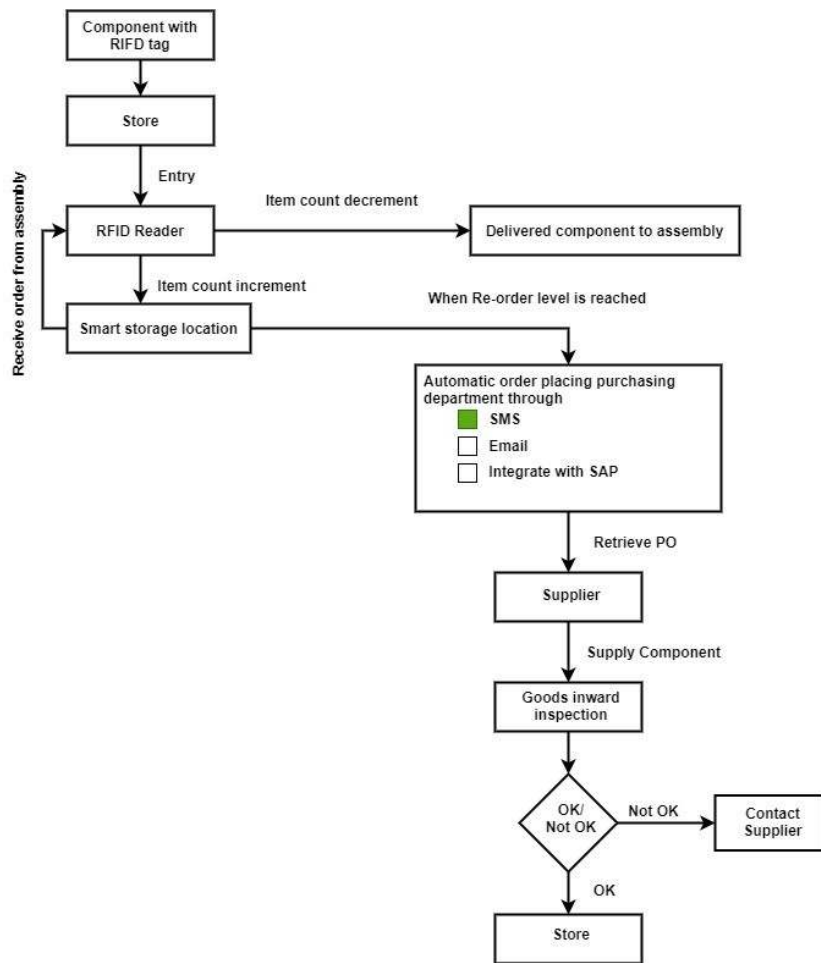 Component with
RIFD tag
Store
Entry
Receive order from assembly
Item count decrement
RFID Reader
Delivered component to assembly
Item count increment
When Re-order level is reached
Smart storage location
Automatic order placing purchasing
department through
SMS
Email
Integrate with SAP
Retrieve PO
Supplier
Supply Component
Goods inward
inspection
OK/
Not OK
Not OK
Contact
Supplier
OK
Store